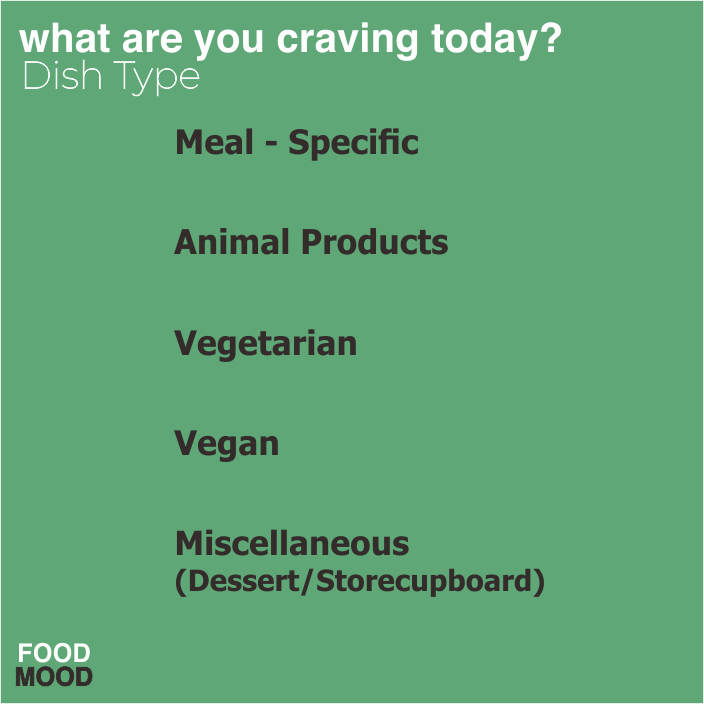 what are you craving today?
Dish Type
Meal - Specific
Animal Products
Vegetarian
Vegan
Miscellaneous
(Dessert/Storecupboard)
FOOD
MOOD